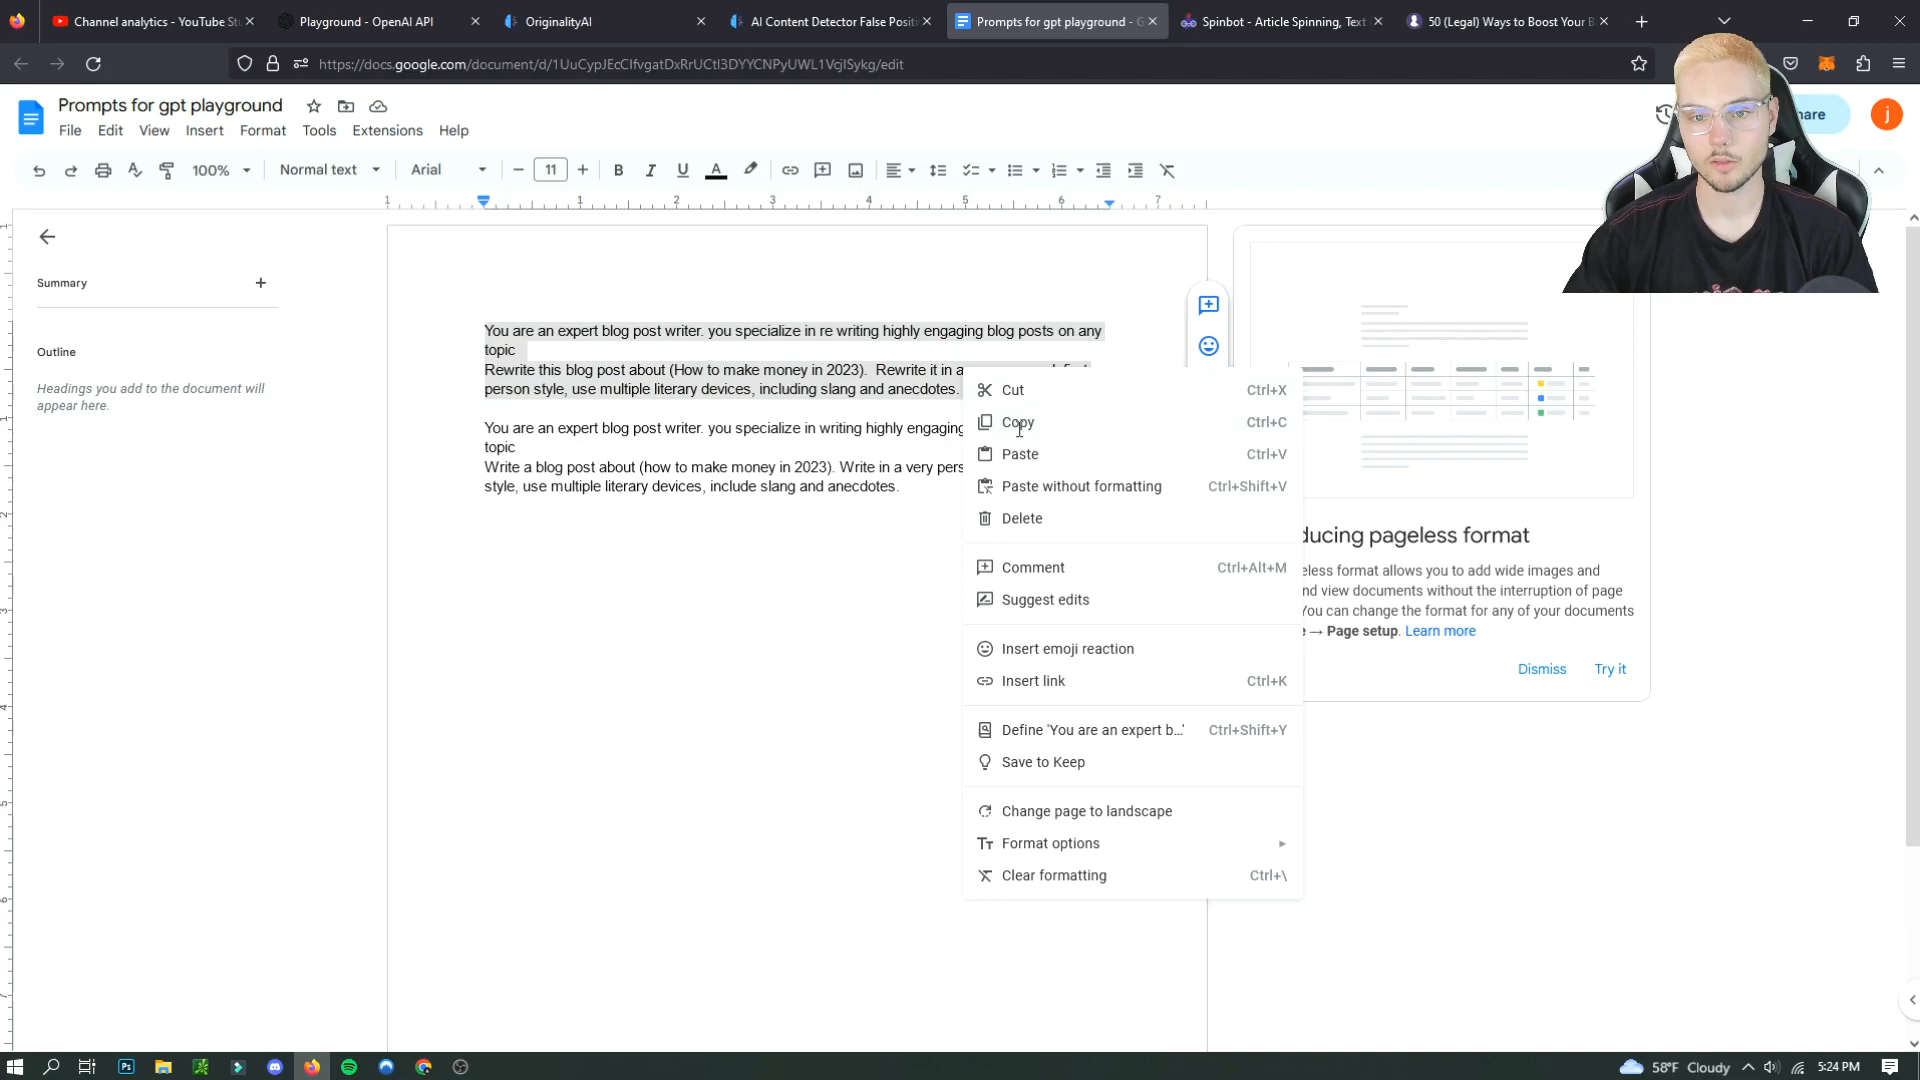 Channel analytics - YouTube St
Playground - OpenAI API
OriginalityAI
AI Content Detector False Positi
Prompts for gpt playground - G
Spinbot - Article Spinning, Text
50 (Legal) Ways to Boost Your B
https://docs.google.com/document/d/1UuCypJEcCIfvgatDxRrUCtI3DYYCNPyUWL1VcjISykg/edit
Prompts for gpt playground
File Edit View Insert Format Tools Extensions Help
hare
j
100% Normal text Arial 11 B I U A
1 1 2 3 4 5 6 7
Summary
Outline
Headings you add to the document will
appear here.
You are an expert blog post writer. you specialize in re writing highly engaging blog posts on any
topic
Rewrite this blog post about (How to make money in 2023). Rewrite it in a
person style, use multiple literary devices, including slang and anecdotes.
You are an expert blog post writer. you specialize in writing highly engaging
topic
Write a blog post about (how to make money in 2023). Write in a very pers
style, use multiple literary devices, include slang and anecdotes.
Cut Ctrl+X
Copy Ctrl+C
Paste Ctrl+V
Paste without formatting Ctrl+Shift+V
Delete
Comment Ctrl+Alt+M
Suggest edits
Insert emoji reaction
Insert link Ctrl+K
Define 'You are an expert b...' Ctrl+Shift+Y
Save to Keep
Change page to landscape
Format options
Clear formatting Ctrl+\
ducing pageless format
eless format allows you to add wide images and
nd view documents without the interruption of page
You can change the format for any of your documents
e → Page setup. Learn more
Dismiss Try it
58°F Cloudy 5:24 PM